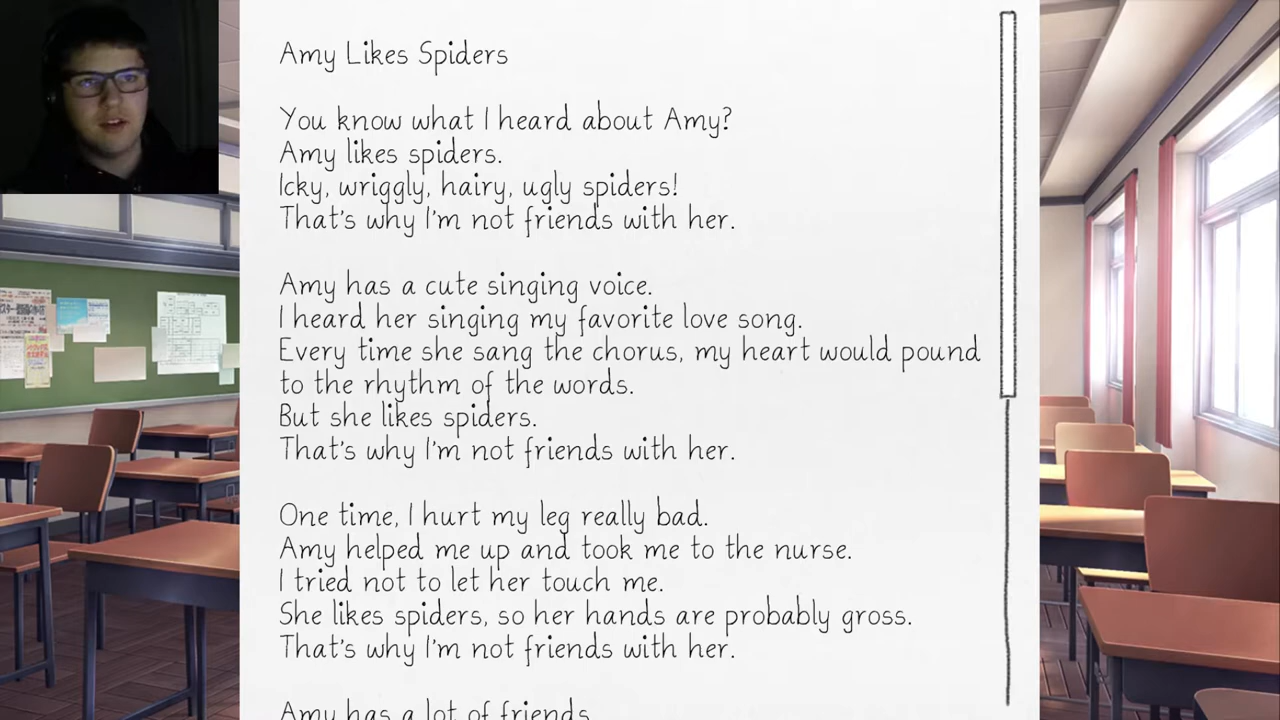 Amy Likes Spiders
You know what I heard about Amy?
Amy likes spiders.
Icky, wriggly, hairy, ugly spiders!
That's why I'm not friends with her.
Amy has a cute singing voice.
I heard her singing my favorite love song.
Every time she sang the chorus, my heart would pound
to the rhythm of the words.
But she likes spiders.
That's why I'm not friends with her.
One time, I hurt my leg really bad.
Amy helped me up and took me to the nurse.
I tried not to let her touch me.
She likes spiders, so her hands are probably gross.
That's why I'm not friends with her.
Amy has a lot of friends